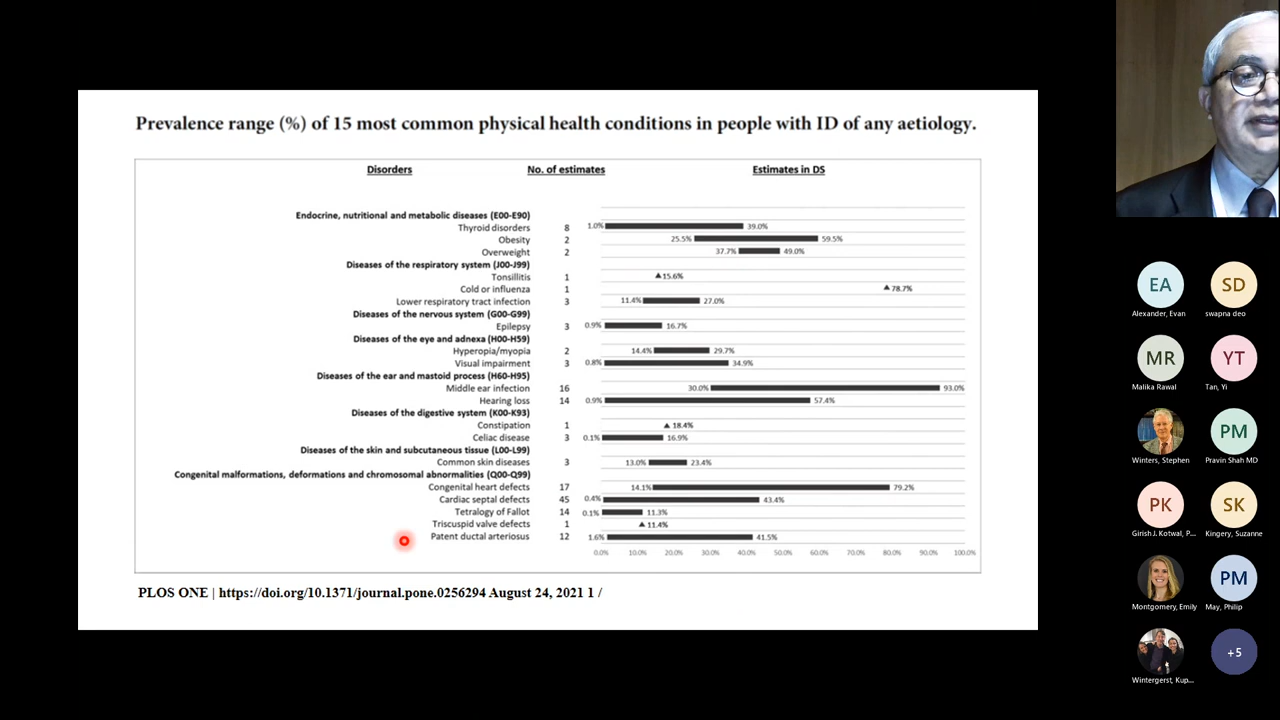 Prevalence range (%) of 15 most common physical health conditions in people with ID of any aetiology.
Disorders No. of estimates Estimates in DS
Endocrine, nutritional and metabolic diseases (E00-E90)
Thyroid disorders 8 1.0% 39.0%
Obesity 2 25.5% 59.5%
Overweight 2 37.7% 49.0%
Diseases of the respiratory system (J00-J99)
Tonsillitis 1 15.6%
Cold or influenza 1 78.7%
Lower respiratory tract infection 3 11.4% 27.0%
Diseases of the nervous system (G00-G99)
Epilepsy 3 0.9% 16.7%
Diseases of the eye and adnexa (H00-H59)
Hyperopia/myopia 2 14.4% 29.7%
Visual impairment 3 0.8% 34.9%
Diseases of the ear and mastoid process (H60-H95)
Middle ear infection 16 30.0% 93.0%
Hearing loss 14 0.9% 57.4%
Diseases of the digestive system (K00-K93)
Constipation 1 18.4%
Celiac disease 3 0.1% 16.9%
Diseases of the skin and subcutaneous tissue (L00-L99)
Common skin diseases 3 13.0% 23.4%
Congenital malformations, deformations and chromosomal abnormalities (Q00-Q99)
Congenital heart defects 17 14.1% 79.2%
Cardiac septal defects 45 0.4% 43.4%
Tetralogy of Fallot 14 0.1% 11.3%
Triscuspid valve defects 1 11.4%
Patent ductal arteriosus 12 1.6% 41.5%
0.0% 10.0% 20.0% 30.0% 40.0% 50.0% 60.0% 70.0% 80.0% 90.0% 100.0%
PLOS ONE | https://doi.org/10.1371/journal.pone.0256294 August 24, 2021 1 /
EA SD
Alexander, Evan swapna deo
MR YT
Malika Rawal Tan, Yi
PM
Winters, Stephen Pravin Shah MD
PK SK
Girish J. Kotwal, P... Kingery, Suzanne
PM
Montgomery, Emily May, Philip
+5
Wintergerst, Kup...